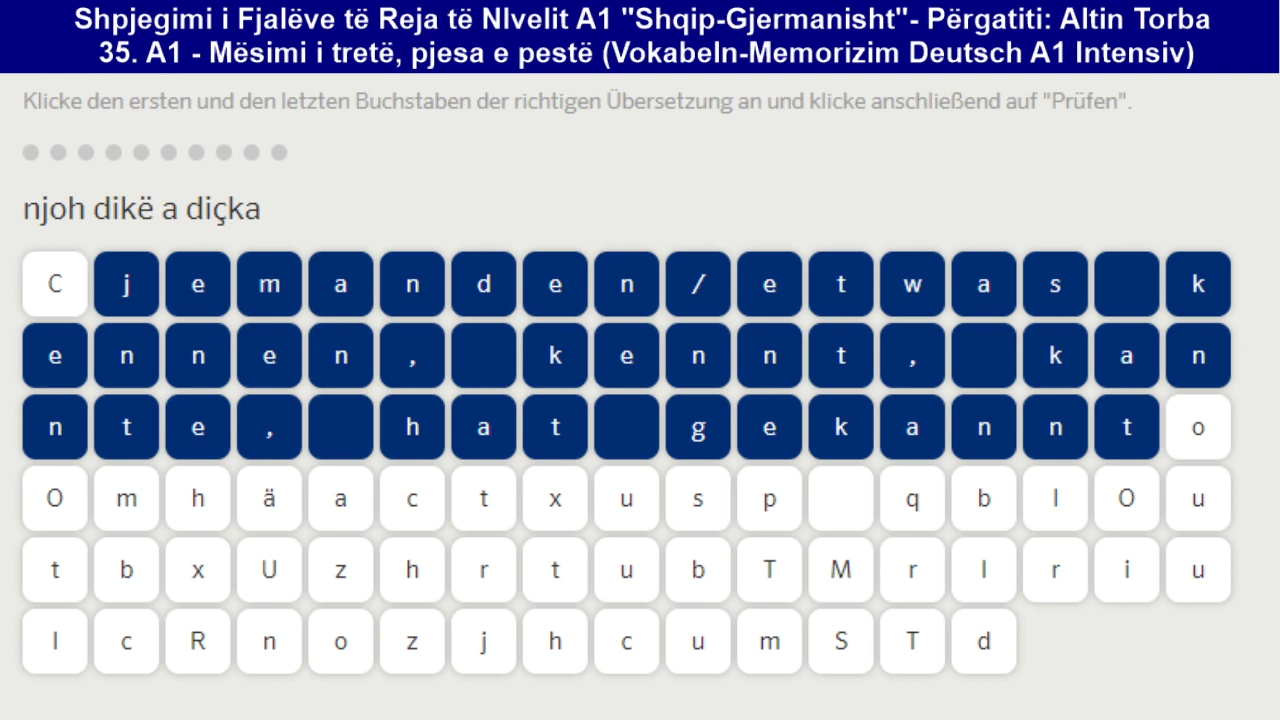 Shpjegimi i Fjalëve të Reja të NIvelit A1 "Shqip-Gjermanisht"- Përgatiti: Altin Torba
35. A1 - Mësimi i tretë, pjesa e pestë (Vokabeln-Memorizim Deutsch A1 Intensiv)
Klicke den ersten und den letzten Buchstaben der richtigen Übersetzung an und klicke anschließend auf "Prüfen".
njoh dikë a diçka
C j e m a n d e n / e t w a s k
e n n e n , k e n n t , k a n
n t e , h a t g e k a n n t o
O m h ä a c t x u s p q b l O u
t b x U z h r t u b T M r l r i u
l c R n o z j h c u m S T d